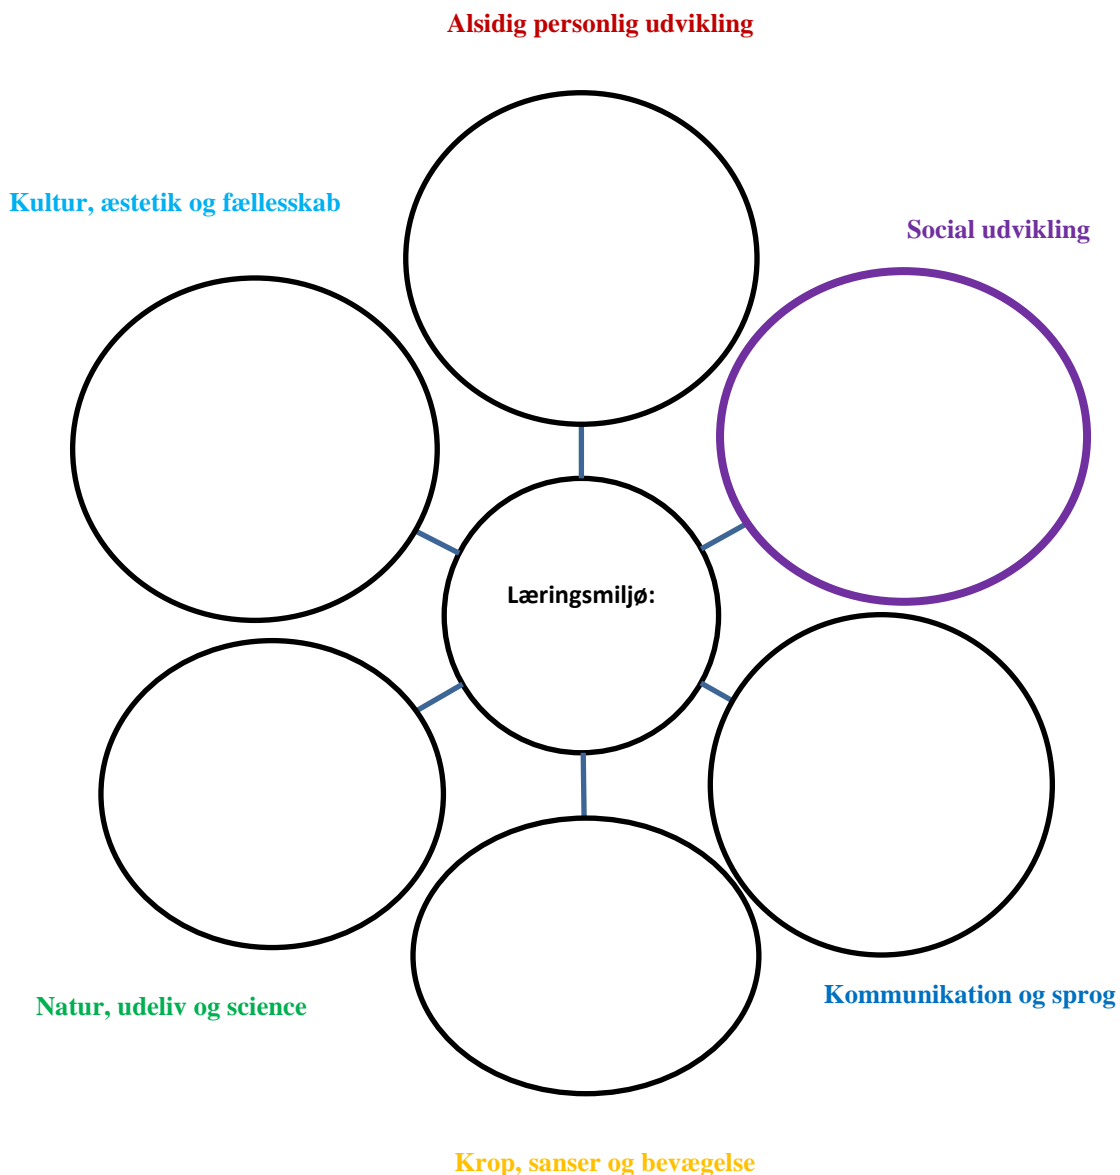 Alsidig personlig udvikling
Kultur, æstetik og fællesskab
Social udvikling
Læringsmiljø:
Kommunikation og sprog
Natur, udeliv og science
Krop, sanser og bevægelse